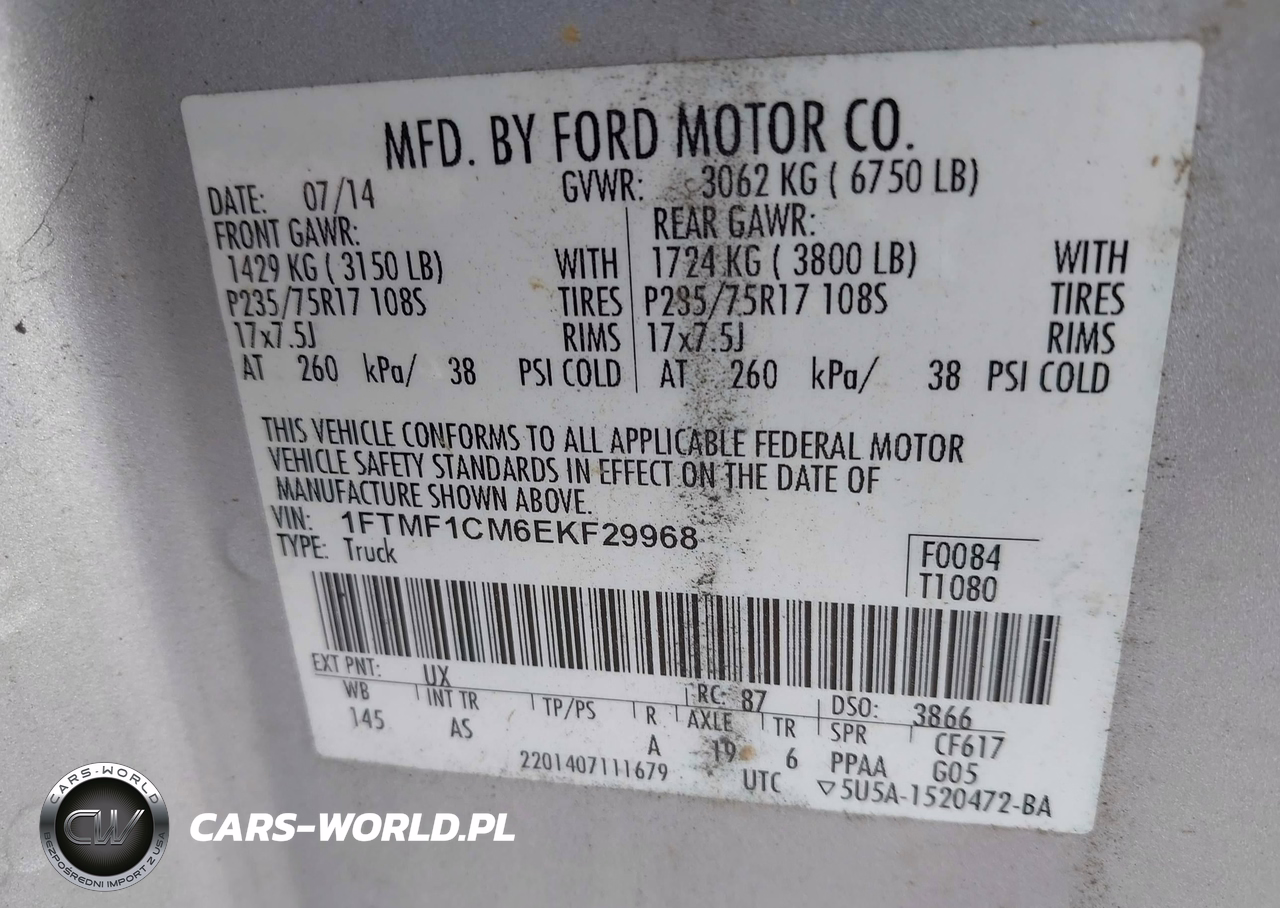 MFD. BY FORD MOTOR CO.
DATE: 07/14 GVWR: 3062 KG ( 6750 LB)
FRONT GAWR: REAR GAWR:
1429 KG ( 3150 LB) WITH 1724 KG ( 3800 LB) WITH
P235/75R17 108S TIRES P235/75R17 108S TIRES
17x7.5J RIMS 17x7.5J RIMS
AT 260 kPa/ 38 PSI COLD AT 260 kPa/ 38 PSI COLD
THIS VEHICLE CONFORMS TO ALL APPLICABLE FEDERAL MOTOR
VEHICLE SAFETY STANDARDS IN EFFECT ON THE DATE OF
MANUFACTURE SHOWN ABOVE.
VIN: 1FTMF1CM6EKF29968
TYPE: Truck
F0084
T1080
EXT PNT: UX RC: 87 DSO: 3866
WB INT TR TP/PS R AXLE TR SPR CF617
145 AS A 19 6 PPAA G05
2201407111679 UTC ▽5U5A-1520472-BA
CARS-WORLD
CW
BEZPOŚREDNI IMPORT Z USA
CARS-WORLD.PL